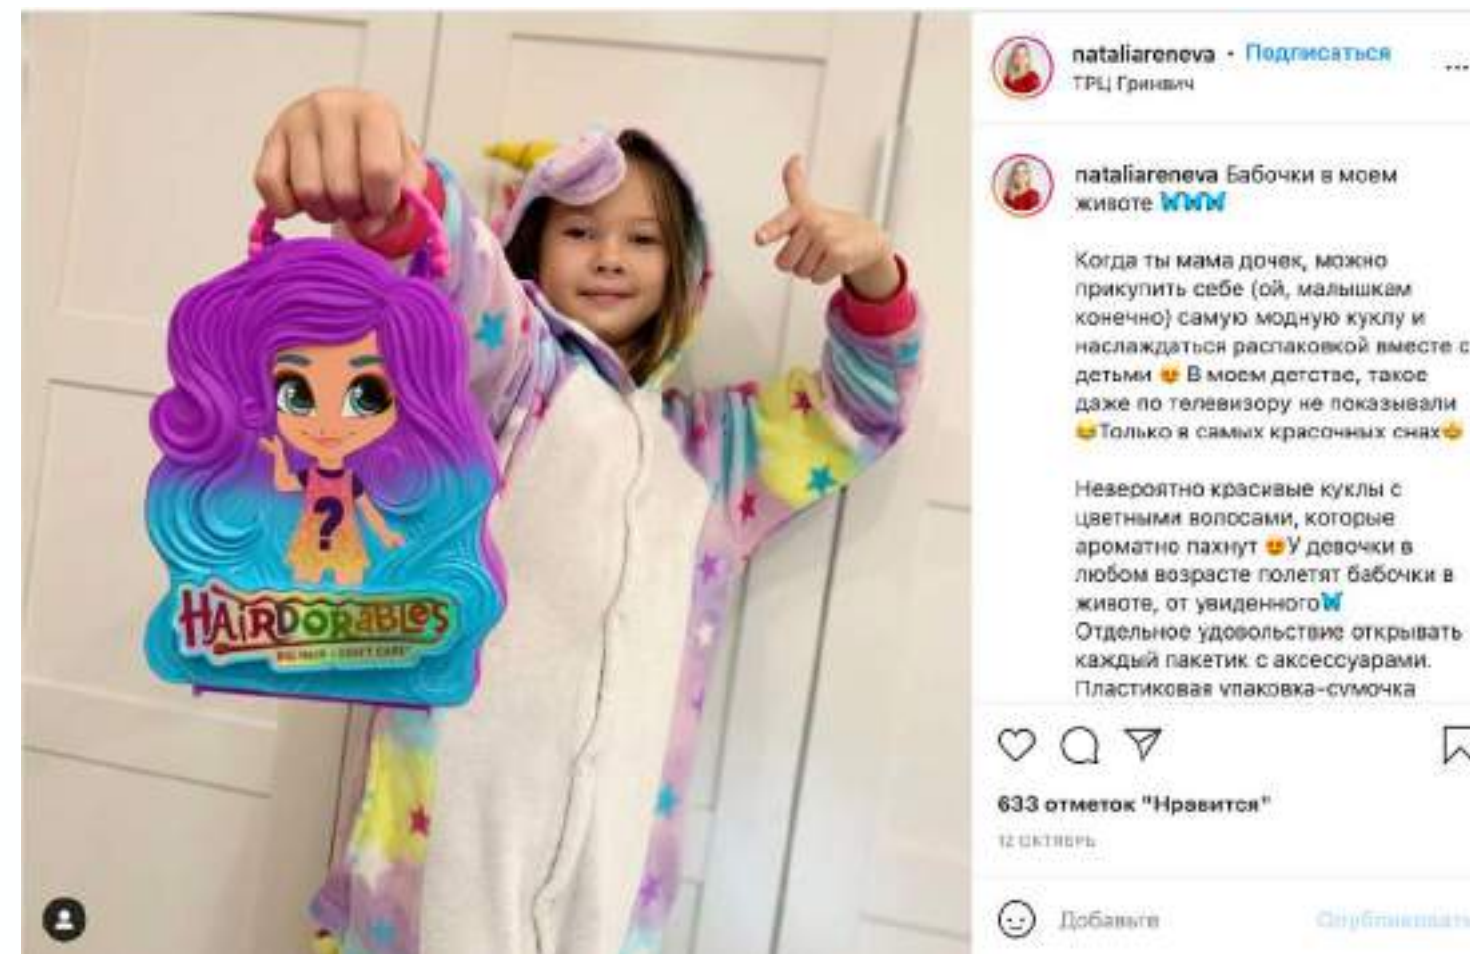 HAIRDORABLES
nataliareneva • Подписаться
ТРЦ Гринвич
nataliareneva Бабочки в моем
животе 🦋🦋🦋
Когда ты мама дочек, можно
прикупить себе (ой, малышкам
конечно) самую модную куклу и
наслаждаться распаковкой вместе с
детьми 😍 В моем детстве, такое
даже по телевизору не показывали
😂Только в самых красочных снах
Невероятно красивые куклы с
цветными волосами, которые
ароматно пахнут 😍У девочки в
любом возрасте полетят бабочки в
животе, от увиденного🦋
Отдельное удовольствие открывать
каждый пакетик с аксессуарами.
Пластиковая упаковка-сумочка
633 отметок "Нравится"
12 ОКТЯБРЬ
Добавьте
Опубликовать